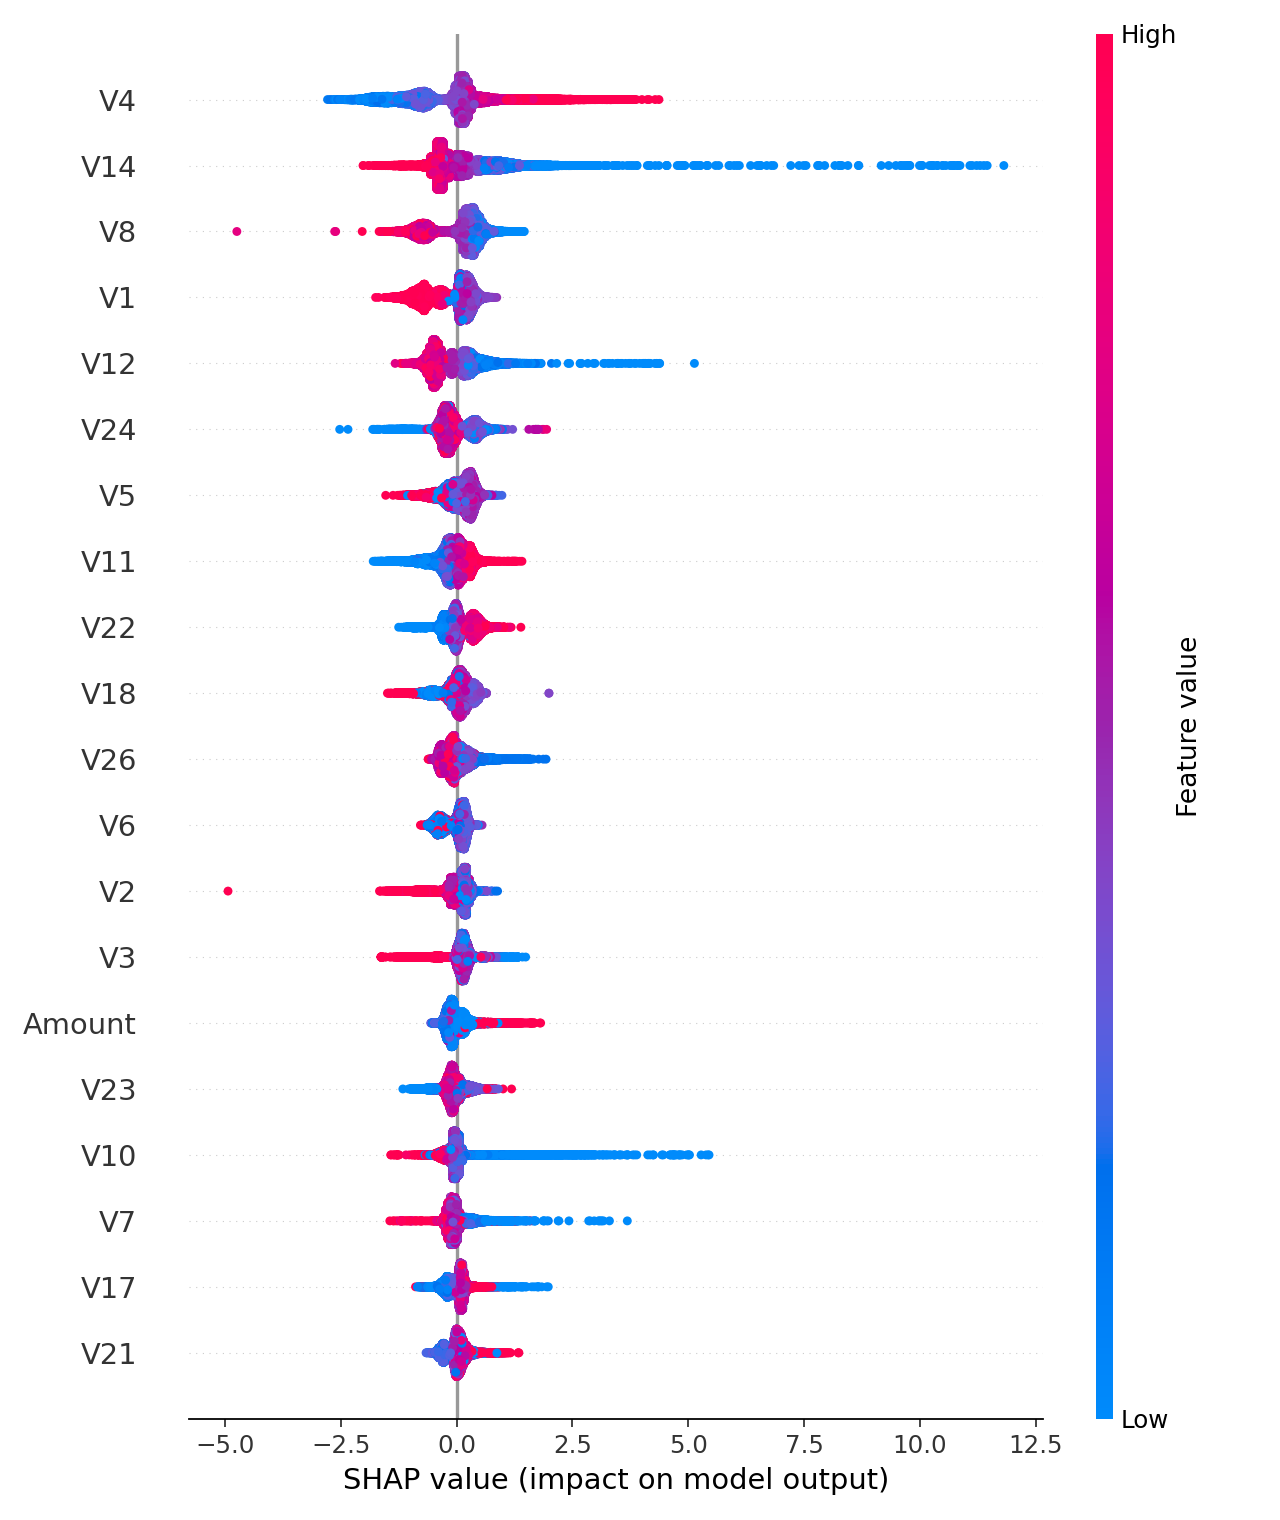 High
V4
V14
V8
V1
V12
V24
V5
V11
V22
V18
V26
V6
V2
V3
Amount
V23
V10
V7
V17
V21
Feature value
Low
−5.0 −2.5 0.0 2.5 5.0 7.5 10.0 12.5
SHAP value (impact on model output)